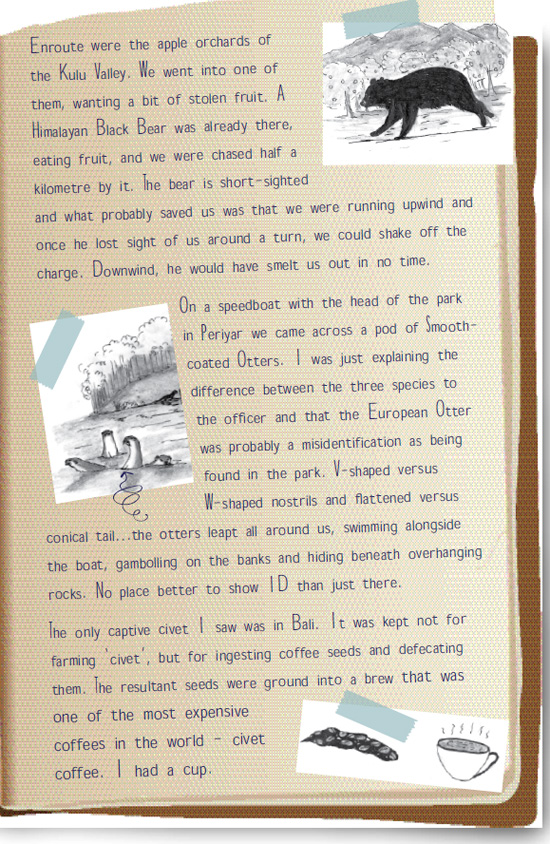 Enroute were the apple orchards of
the Kulu Valley. We went into one of
them, wanting a bit of stolen fruit. A
Himalayan Black Bear was already there,
eating fruit, and we were chased half a
kilometre by it. The bear is short-sighted
and what probably saved us was that we were running upwind and
once he lost sight of us around a turn, we could shake off the
charge. Downwind, he would have smelt us out in no time.
On a speedboat with the head of the park
in Periyar we came across a pod of Smooth-
coated Otters. I was just explaining the
difference between the three species to
the officer and that the European Otter
was probably a misidentification as being
found in the park. V-shaped versus
W-shaped nostrils and flattened versus
conical tail...the otters leapt all around us, swimming alongside
the boat, gambolling on the banks and hiding beneath overhanging
rocks. No place better to show ID than just there.
The only captive civet I saw was in Bali. It was kept not for
farming 'civet', but for ingesting coffee seeds and defecating
them. The resultant seeds were ground into a brew that was
one of the most expensive
coffees in the world - civet
coffee. I had a cup.